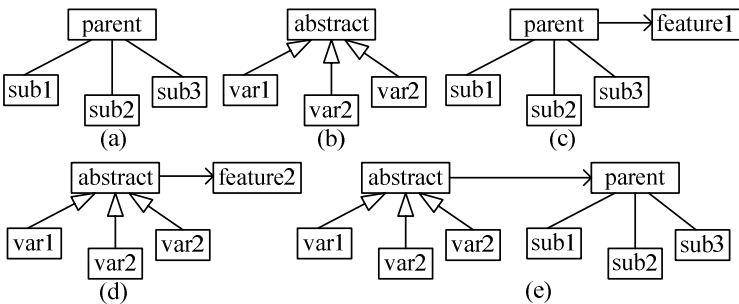 parent abstract parent feature1
sub1 sub2 sub3 var1 var2 var2 sub1 sub2 sub3
(a) (b) (c)
abstract feature2 abstract parent
var1 var2 var2 var1 var2 var2 sub1 sub2 sub3
(d) (e)